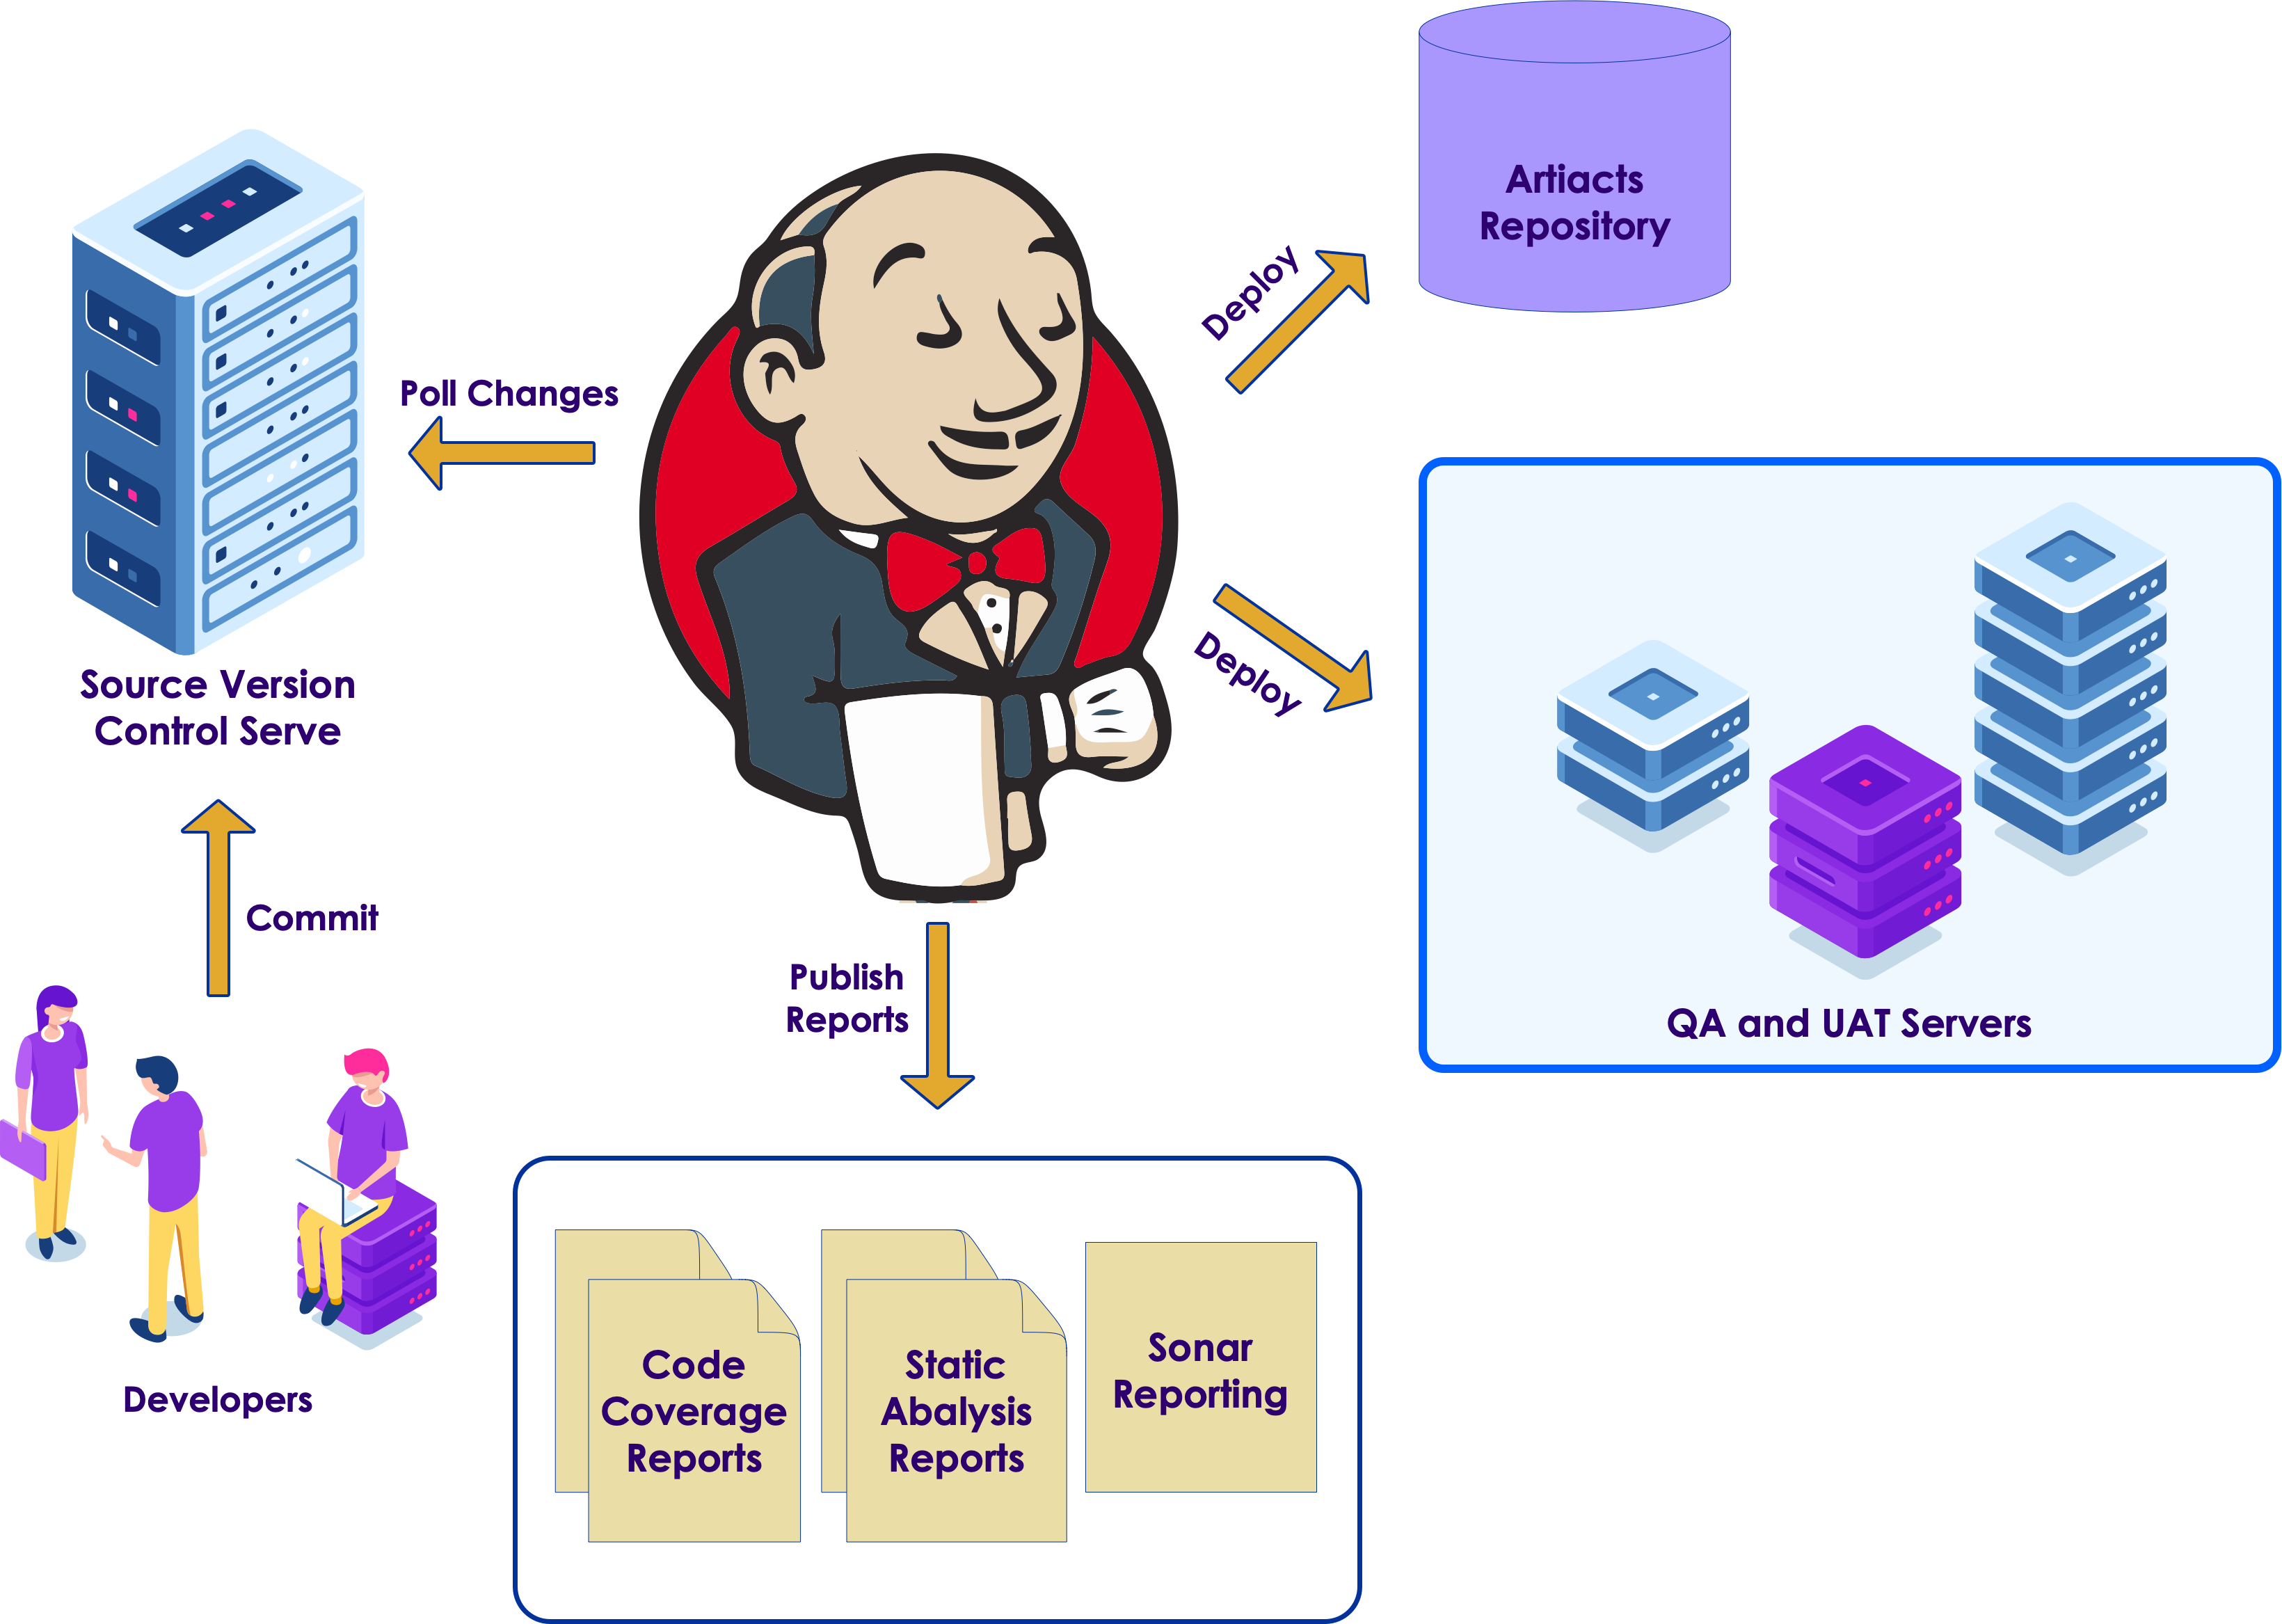 Artiacts
Repository
Deploy
Poll Changes
Source Version
Control Serve
Deploy
Commit
Publish
Reports
QA and UAT Servers
Developers
Code
Coverage
Reports
Static
Abalysis
Reports
Sonar
Reporting